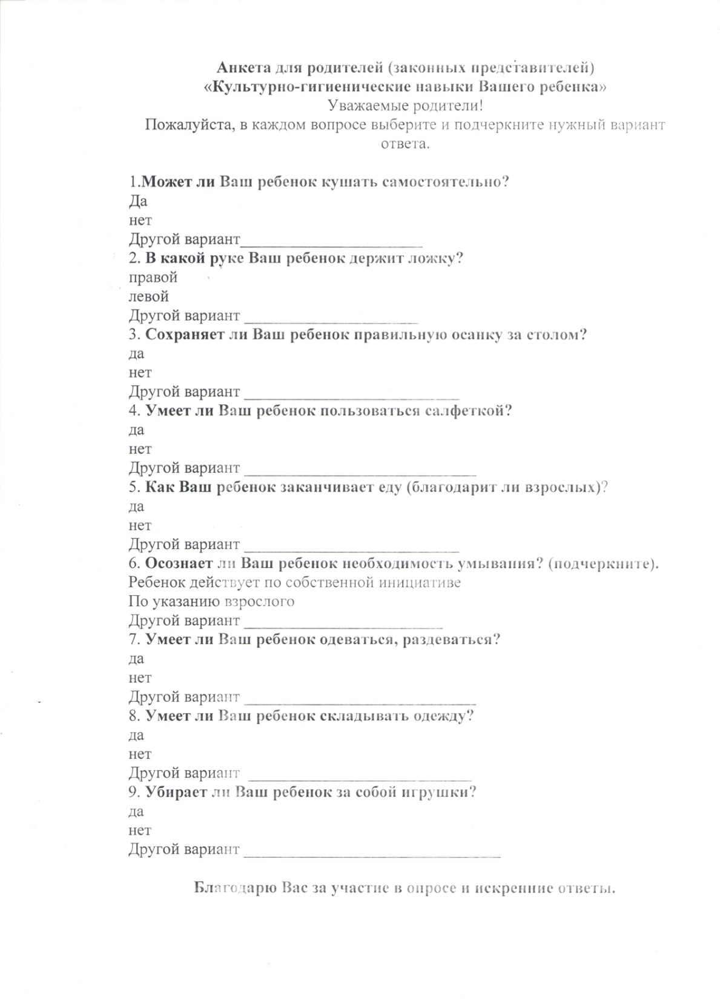 Анкета для родителей (законных представителей)
«Культурно-гигиенические навыки Вашего ребенка»
Уважаемые родители!
Пожалуйста, в каждом вопросе выберите и подчеркните нужный вариант
ответа.
1.Может ли Ваш ребенок кушать самостоятельно?
Да
нет
Другой вариант______________________
2. В какой руке Ваш ребенок держит ложку?
правой
левой
Другой вариант _____________________
3. Сохраняет ли Ваш ребенок правильную осанку за столом?
да
нет
Другой вариант __________________________
4. Умеет ли Ваш ребенок пользоваться салфеткой?
да
нет
Другой вариант ____________________________
5. Как Ваш ребенок заканчивает еду (благодарит ли взрослых)?
да
нет
Другой вариант __________________________
6. Осознает ли Ваш ребенок необходимость умывания? (подчеркните).
Ребенок действует по собственной инициативе
По указанию взрослого
Другой вариант ________________________
7. Умеет ли Ваш ребенок одеваться, раздеваться?
да
нет
Другой вариант ____________________________
8. Умеет ли Ваш ребенок складывать одежду?
да
нет
Другой вариант ___________________________
9. Убирает ли Ваш ребенок за собой игрушки?
да
нет
Другой вариант _______________________________
Благодарю Вас за участие в опросе и искренние ответы.